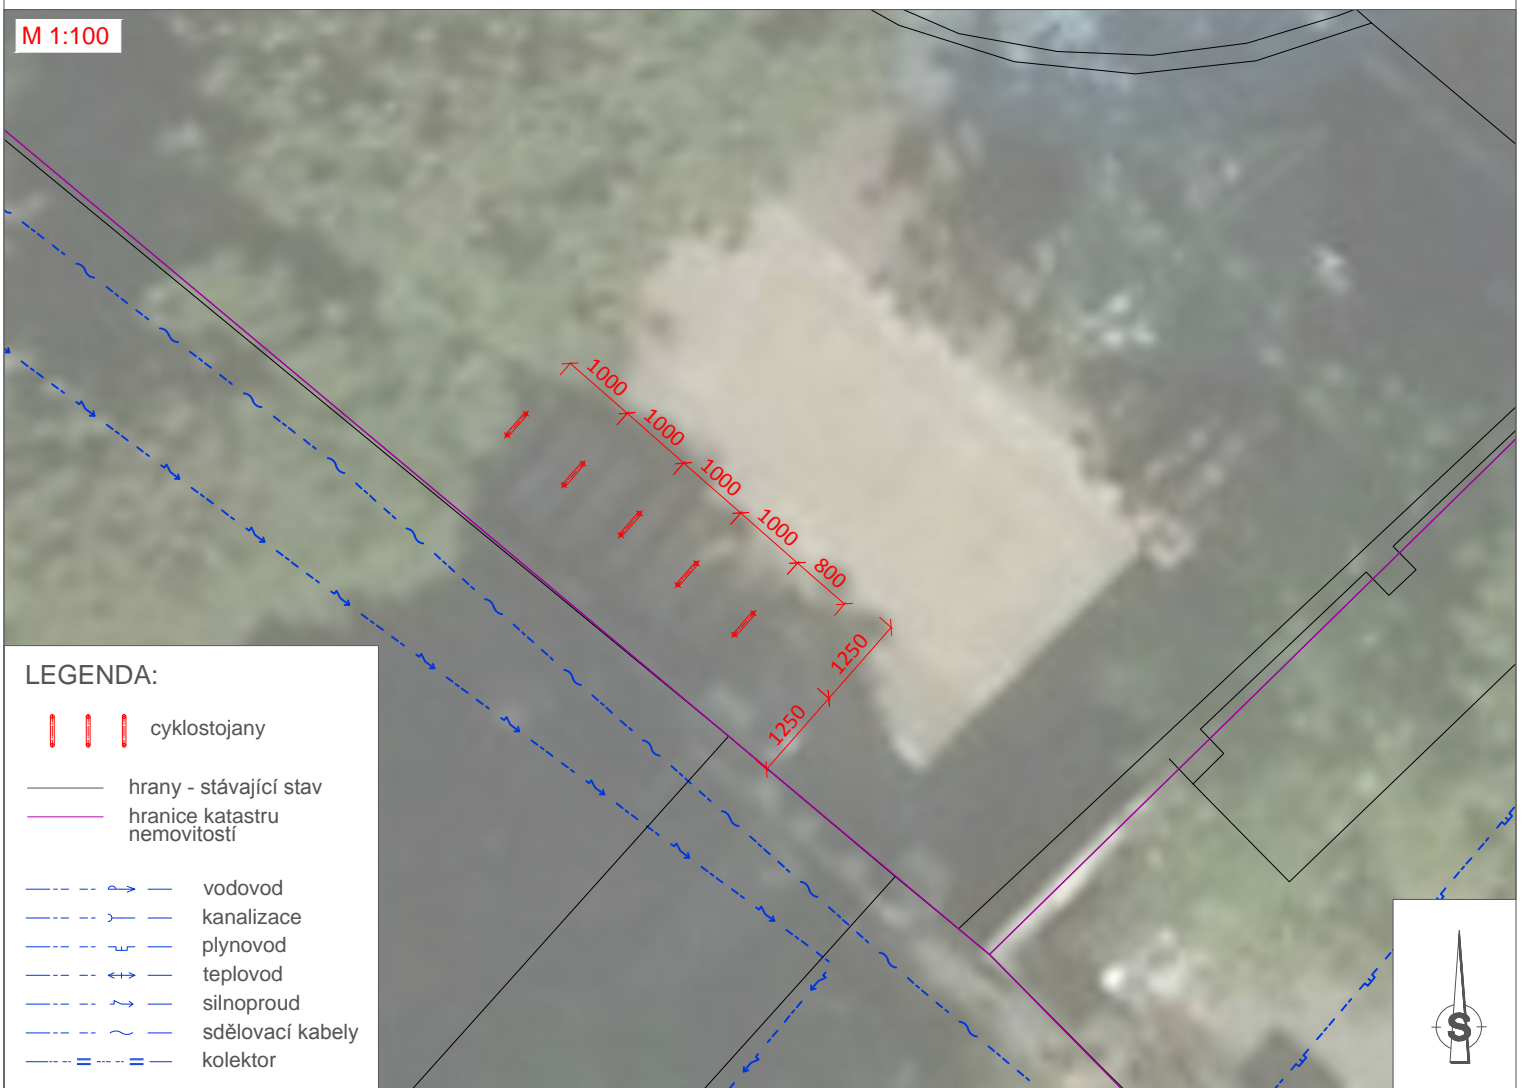 M 1:100
1000
1000
1000
1000
800
1250
1250
LEGENDA:
cyklostojany
hrany - stávající stav
hranice katastru
nemovitostí
vodovod
kanalizace
plynovod
teplovod
silnoproud
sdělovací kabely
kolektor
S